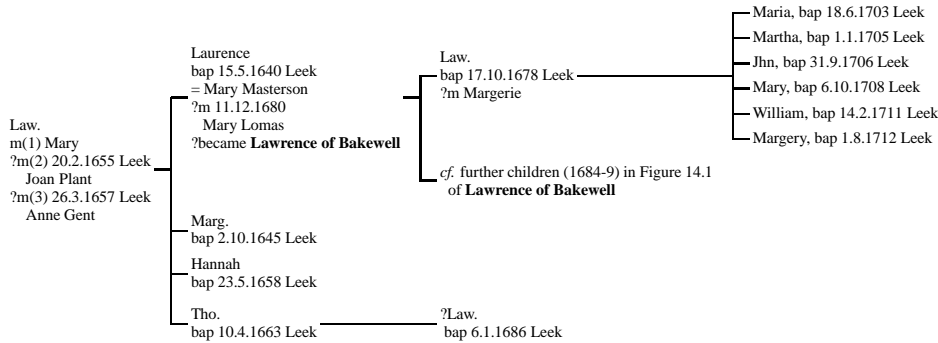 Law.
m(1) Mary
?m(2) 20.2.1655 Leek
Joan Plant
?m(3) 26.3.1657 Leek
Anne Gent
Laurence
bap 15.5.1640 Leek
= Mary Masterson
?m 11.12.1680
Mary Lomas
?became Lawrence of Bakewell
Marg.
bap 2.10.1645 Leek
Hannah
bap 23.5.1658 Leek
Tho.
bap 10.4.1663 Leek
Law.
bap 17.10.1678 Leek
?m Margerie
cf. further children (1684-9) in Figure 14.1
of Lawrence of Bakewell
?Law.
bap 6.1.1686 Leek
Maria, bap 18.6.1703 Leek
Martha, bap 1.1.1705 Leek
Jhn, bap 31.9.1706 Leek
Mary, bap 6.10.1708 Leek
William, bap 14.2.1711 Leek
Margery, bap 1.8.1712 Leek